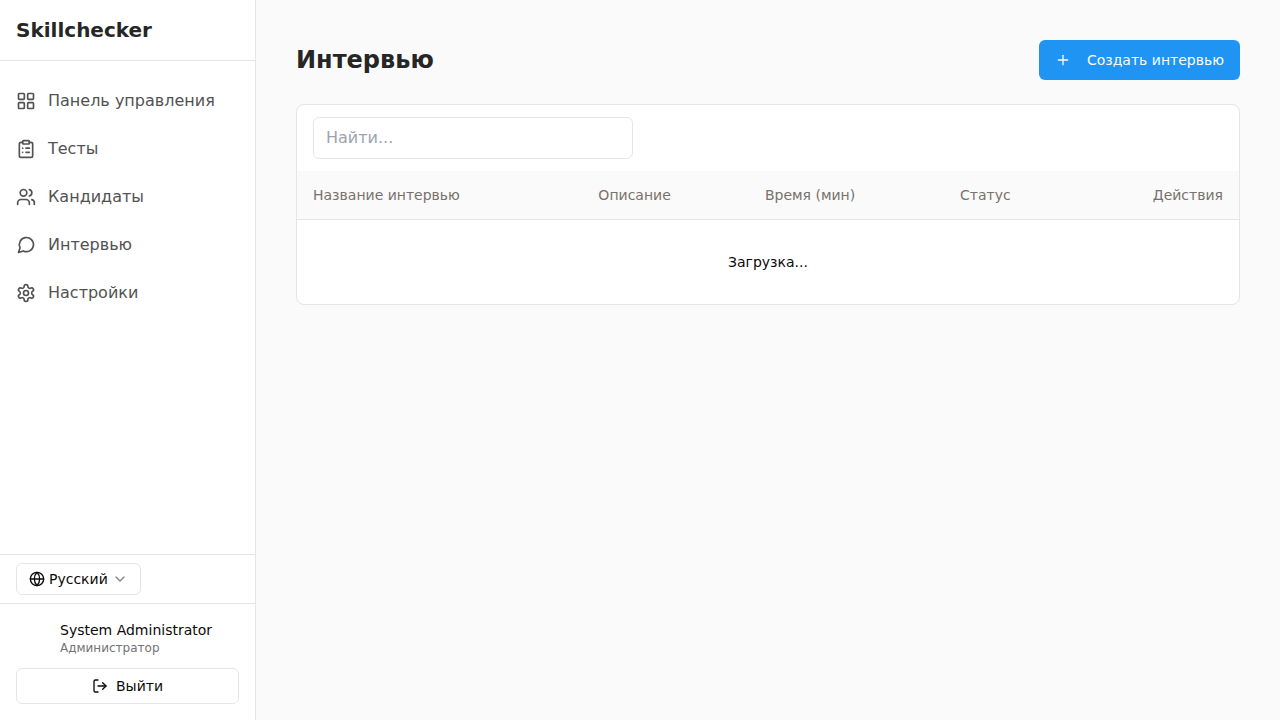 Skillchecker
Панель управления
Тесты
Кандидаты
Интервью
Настройки
Русский
System Administrator
Администратор
Выйти
Интервью
Создать интервью
Найти...
Название интервью Описание Время (мин) Статус Действия
Загрузка...